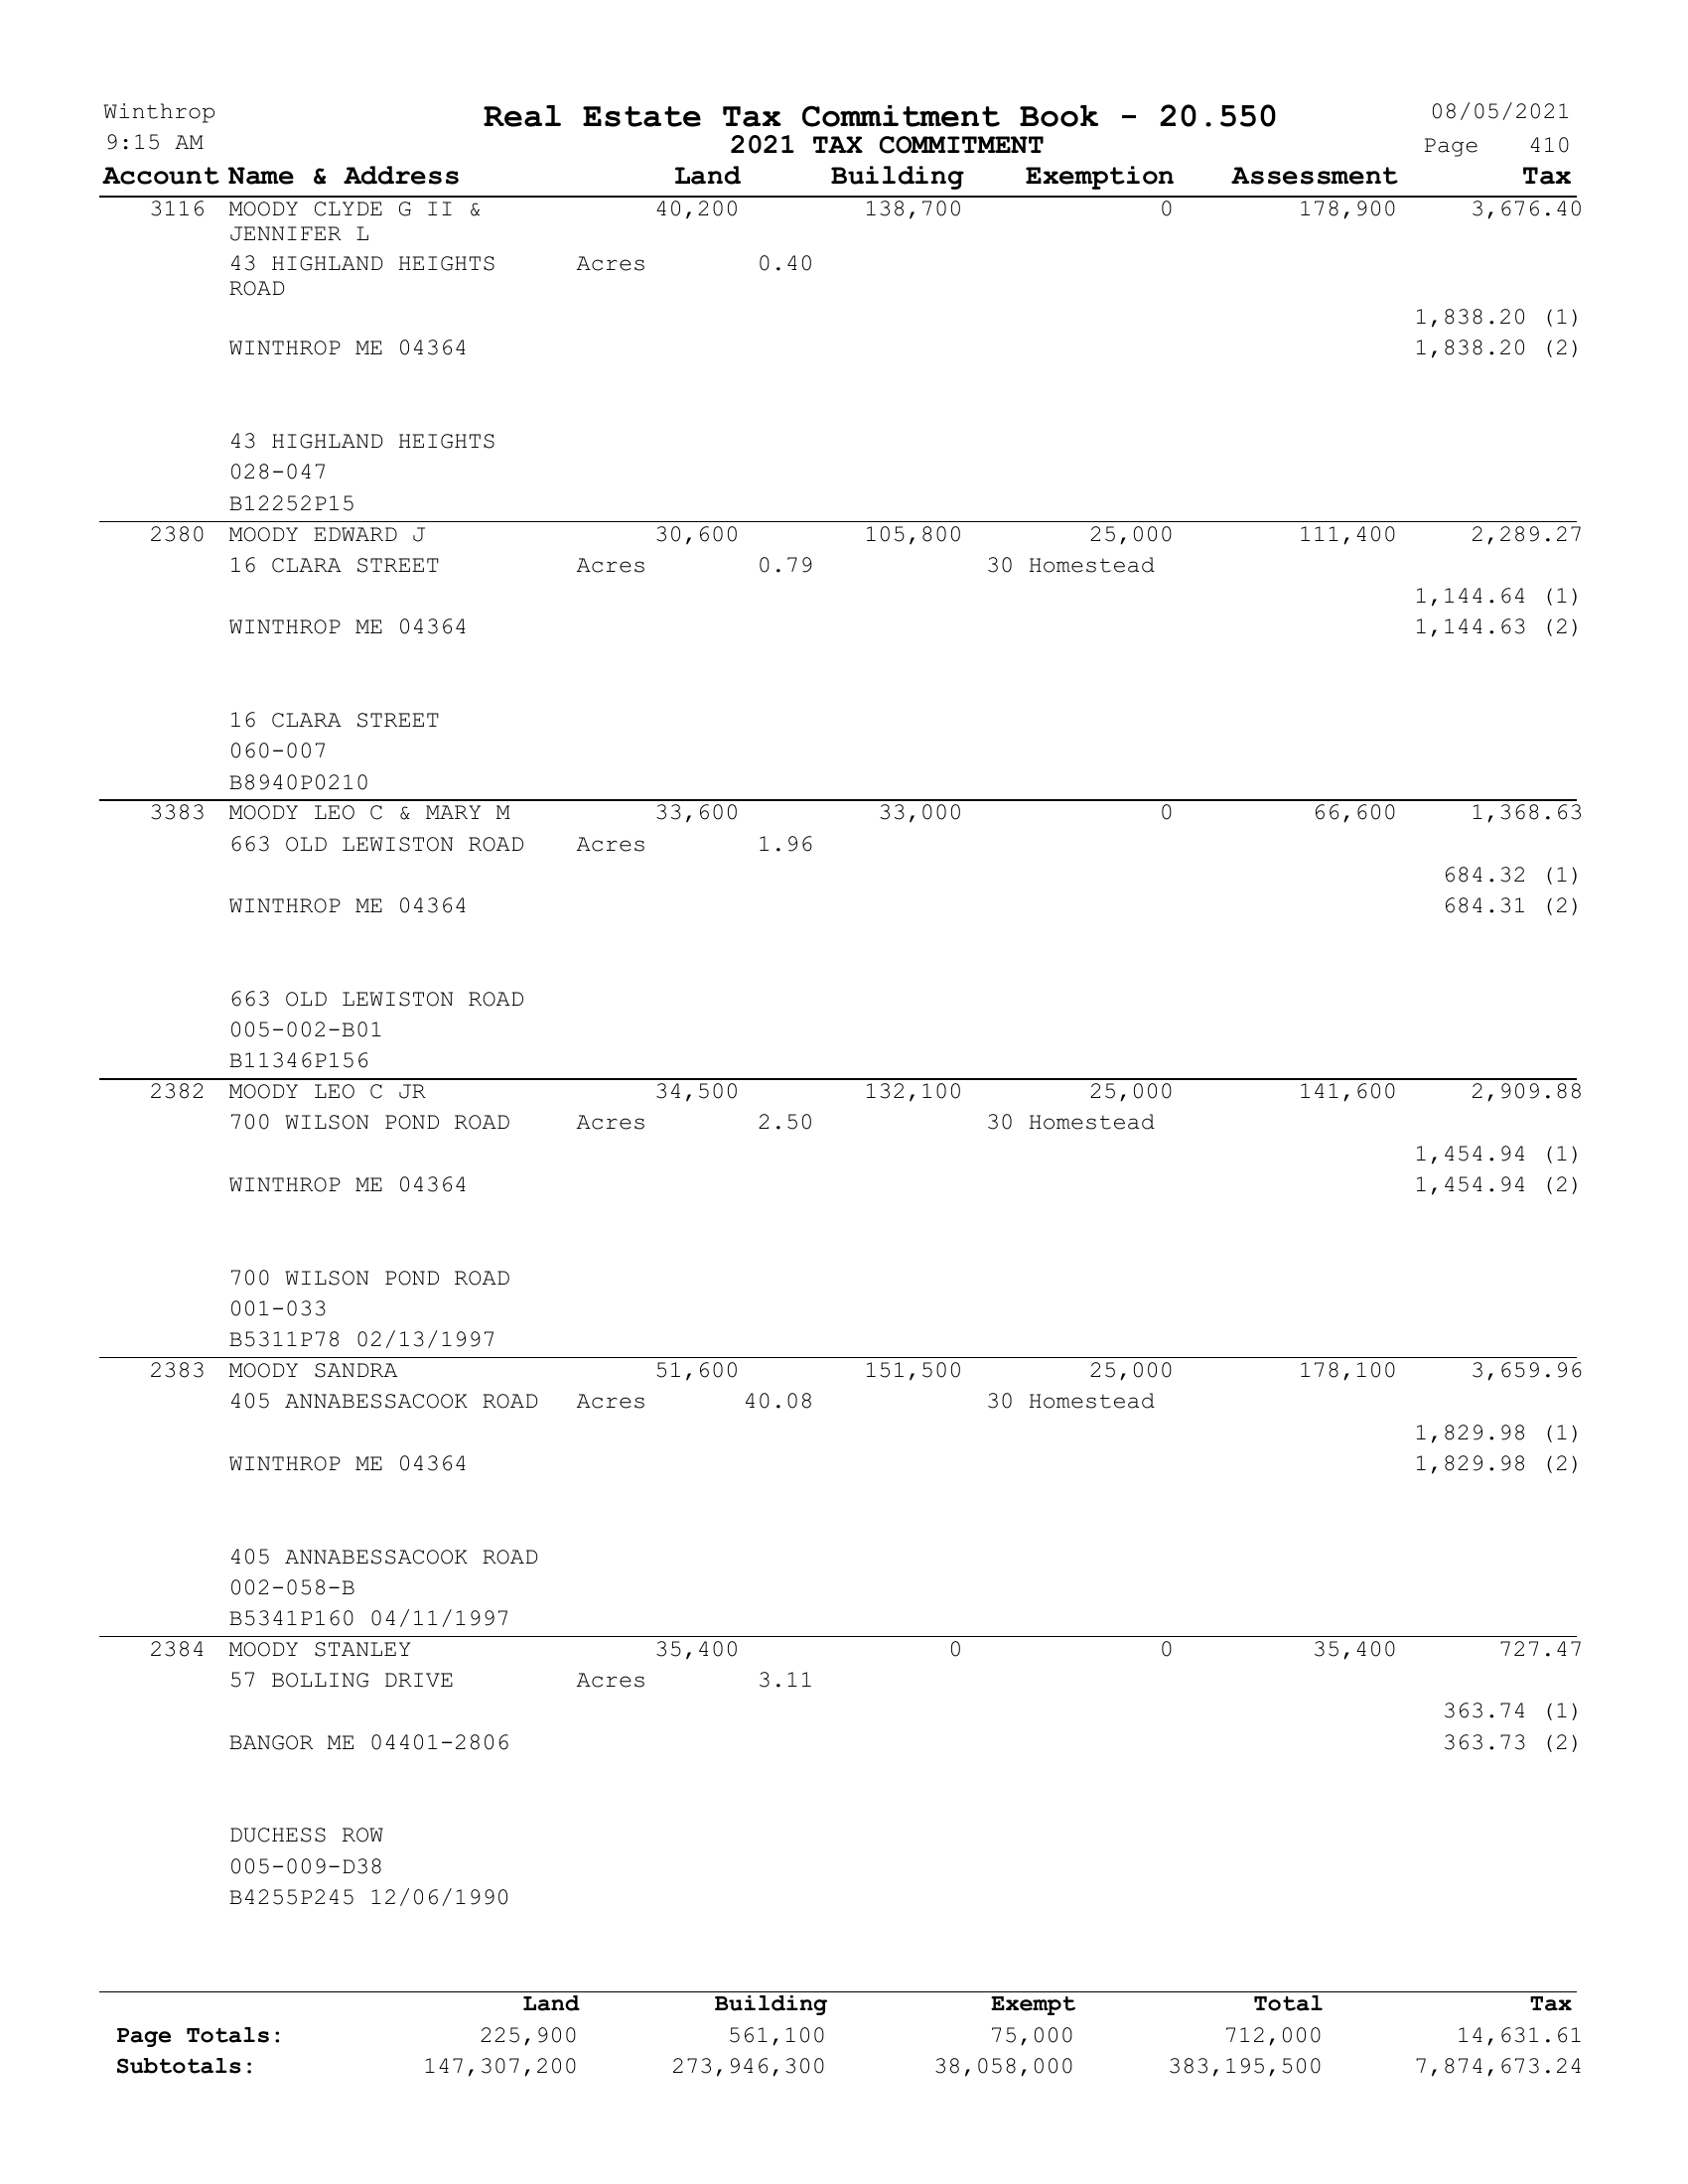 Winthrop Real Estate Tax Commitment Book - 20.550 08/05/2021
9:15 AM 2021 TAX COMMITMENT Page 410
Account Name & Address Land Building Exemption Assessment Tax
3116 MOODY CLYDE G II & 40,200 138,700 0 178,900 3,676.40
JENNIFER L
43 HIGHLAND HEIGHTS Acres 0.40
ROAD
1,838.20 (1)
WINTHROP ME 04364 1,838.20 (2)
43 HIGHLAND HEIGHTS
028-047
B12252P15
2380 MOODY EDWARD J 30,600 105,800 25,000 111,400 2,289.27
16 CLARA STREET Acres 0.79 30 Homestead
1,144.64 (1)
WINTHROP ME 04364 1,144.63 (2)
16 CLARA STREET
060-007
B8940P0210
3383 MOODY LEO C & MARY M 33,600 33,000 0 66,600 1,368.63
663 OLD LEWISTON ROAD Acres 1.96
684.32 (1)
WINTHROP ME 04364 684.31 (2)
663 OLD LEWISTON ROAD
005-002-B01
B11346P156
2382 MOODY LEO C JR 34,500 132,100 25,000 141,600 2,909.88
700 WILSON POND ROAD Acres 2.50 30 Homestead
1,454.94 (1)
WINTHROP ME 04364 1,454.94 (2)
700 WILSON POND ROAD
001-033
B5311P78 02/13/1997
2383 MOODY SANDRA 51,600 151,500 25,000 178,100 3,659.96
405 ANNABESSACOOK ROAD Acres 40.08 30 Homestead
1,829.98 (1)
WINTHROP ME 04364 1,829.98 (2)
405 ANNABESSACOOK ROAD
002-058-B
B5341P160 04/11/1997
2384 MOODY STANLEY 35,400 0 0 35,400 727.47
57 BOLLING DRIVE Acres 3.11
363.74 (1)
BANGOR ME 04401-2806 363.73 (2)
DUCHESS ROW
005-009-D38
B4255P245 12/06/1990
Land Building Exempt Total Tax
Page Totals: 225,900 561,100 75,000 712,000 14,631.61
Subtotals: 147,307,200 273,946,300 38,058,000 383,195,500 7,874,673.24